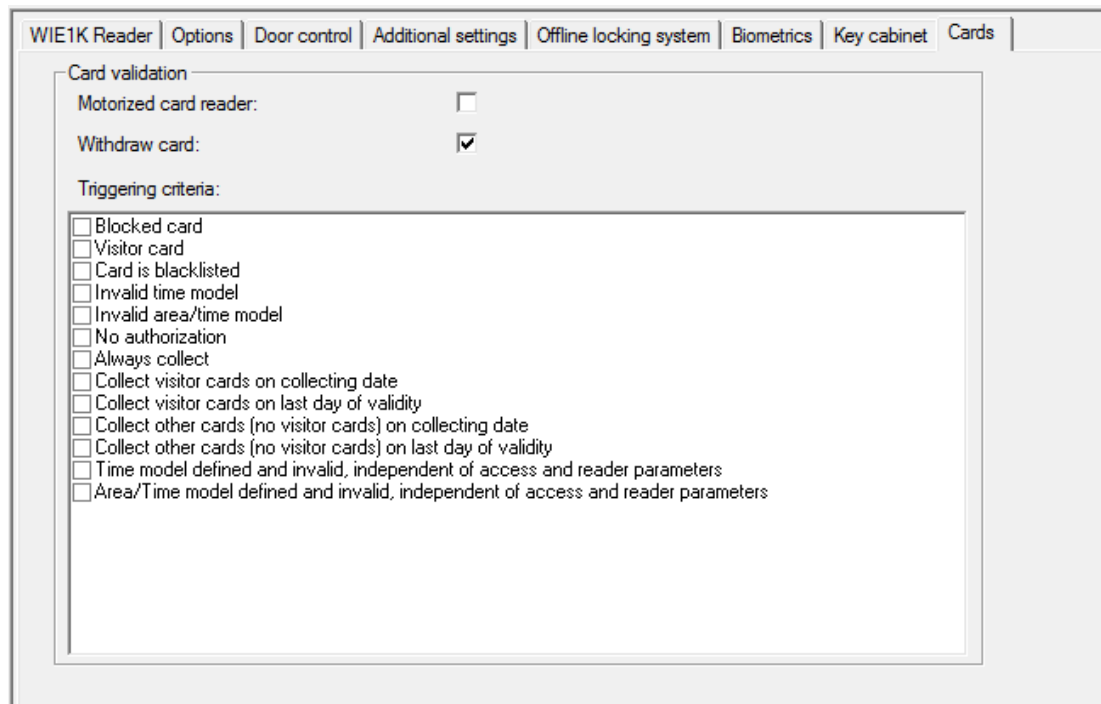 WIE1K Reader Options Door control Additional settings Offline locking system Biometrics Key cabinet Cards
Card validation
Motorized card reader:
Withdraw card:
Triggering criteria:
Blocked card
Visitor card
Card is blacklisted
Invalid time model
Invalid area/time model
No authorization
Always collect
Collect visitor cards on collecting date
Collect visitor cards on last day of validity
Collect other cards (no visitor cards) on collecting date
Collect other cards (no visitor cards) on last day of validity
Time model defined and invalid, independent of access and reader parameters
Area/Time model defined and invalid, independent of access and reader parameters